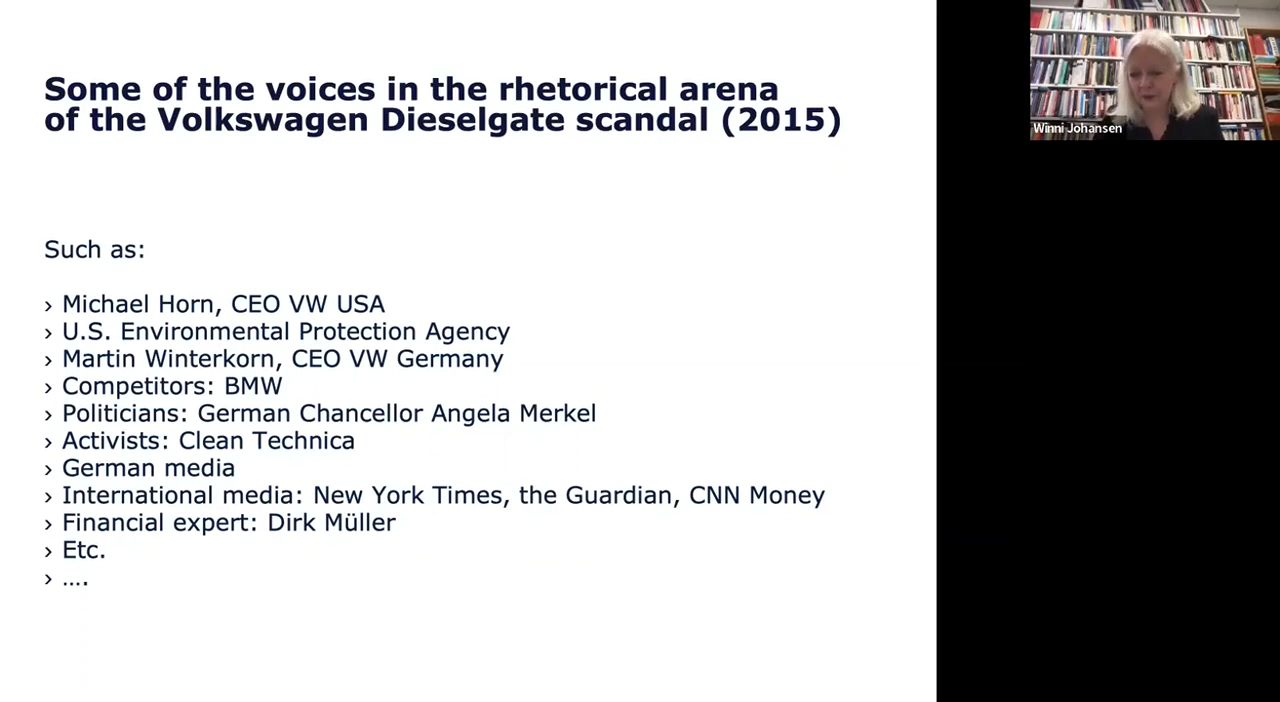 Some of the voices in the rhetorical arena
of the Volkswagen Dieselgate scandal (2015)
Such as:
› Michael Horn, CEO VW USA
› U.S. Environmental Protection Agency
› Martin Winterkorn, CEO VW Germany
› Competitors: BMW
› Politicians: German Chancellor Angela Merkel
› Activists: Clean Technica
› German media
› International media: New York Times, the Guardian, CNN Money
› Financial expert: Dirk Müller
› Etc.
› ....
Winni Johansen